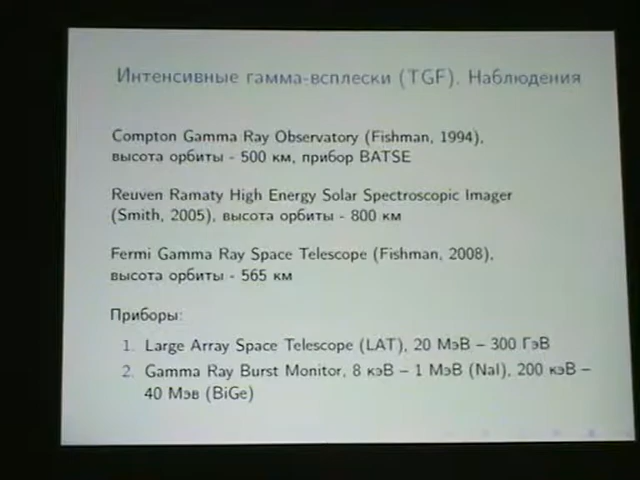 Интенсивные гамма-всплески (TGF). Наблюдения
Compton Gamma Ray Observatory (Fishman, 1994),
высота орбиты - 500 км, прибор BATSE
Reuven Ramaty High Energy Solar Spectroscopic Imager
(Smith, 2005), высота орбиты - 800 км
Fermi Gamma Ray Space Telescope (Fishman, 2008),
высота орбиты - 565 км
Приборы:
1. Large Array Space Telescope (LAT), 20 МэВ – 300 ГэВ
2. Gamma Ray Burst Monitor, 8 кэВ – 1 МэВ (NaI), 200 кэВ –
40 Мэв (BiGe)